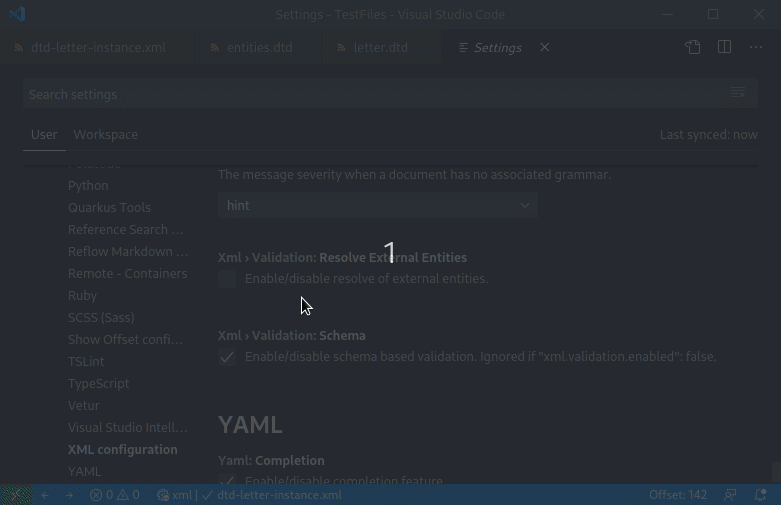 Settings - TestFiles - Visual Studio Code
dtd-letter-instance.xml
entities.dtd
letter.dtd
Settings
Search settings
User
Workspace
Last synced: now
Python
Quarkus Tools
Reference Search ...
Reflow Markdown ...
Remote - Containers
Ruby
SCSS (Sass)
Show Offset confi...
TSLint
TypeScript
Vetur
Visual Studio Intell...
XML configuration
YAML
The message severity when a document has no associated grammar.
hint
1
Xml › Validation: Resolve External Entities
Enable/disable resolve of external entities.
Xml › Validation: Schema
Enable/disable schema based validation. Ignored if "xml.validation.enabled": false.
YAML
Yaml: Completion
Enable/disable completion feature
0
0
xml |
dtd-letter-instance.xml
Offset: 142